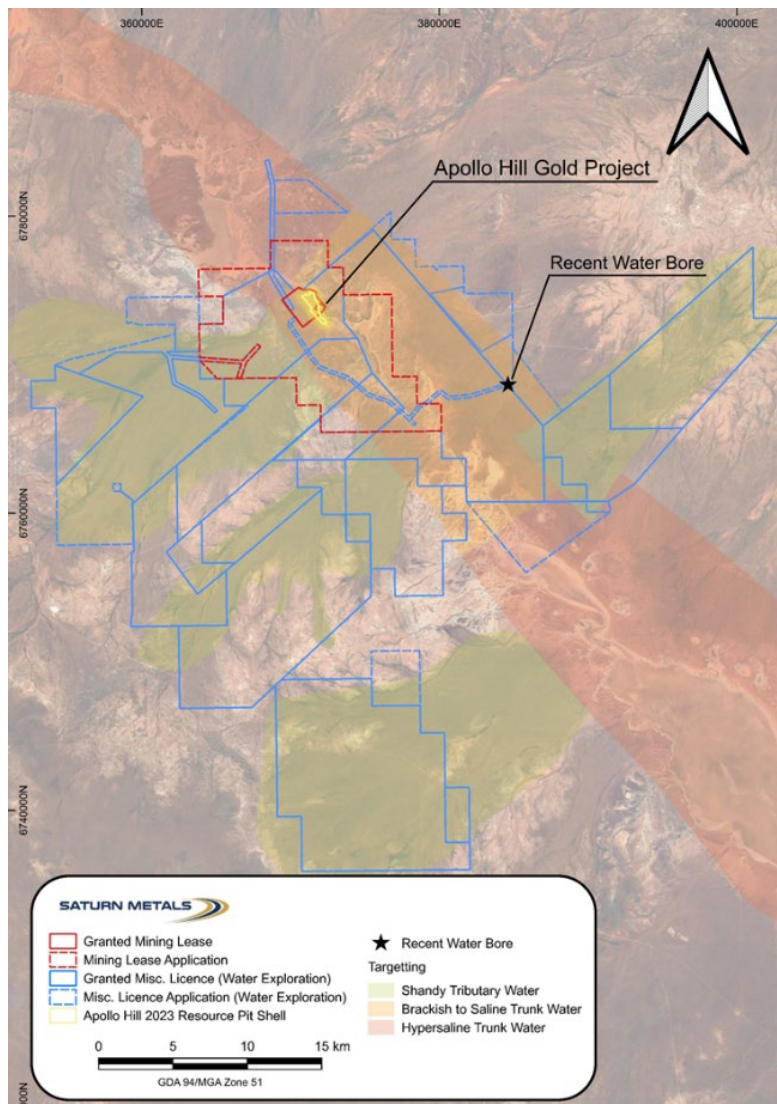 360000E
380000E
400000E
Apollo Hill Gold Project
6780000N
Recent Water Bore
6760000N
6740000N
SATURN METALS
Granted Mining Lease
Mining Lease Application
Granted Misc. Licence (Water Exploration)
Misc. Licence Application (Water Exploration)
Apollo Hill 2023 Resource Pit Shell
Recent Water Bore
Targetting
Shandy Tributary Water
Brackish to Saline Trunk Water
Hypersaline Trunk Water
0 5 10 15 km
GDA 94/MGA Zone 51